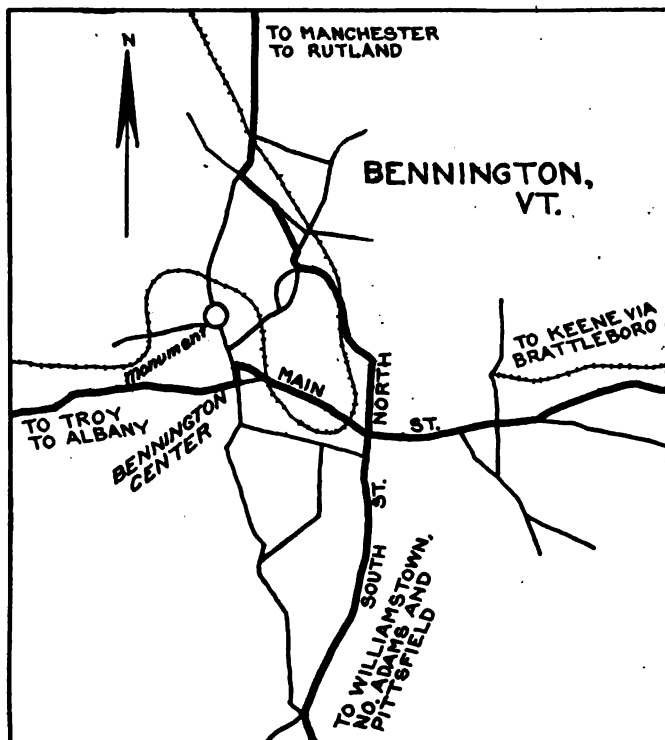 TO MANCHESTER
TO RUTLAND
N
BENNINGTON,
VT.
TO KEENE VIA
BRATTLEBORO
Monument
MAIN
ST.
NORTH
ST.
SOUTH
TO TROY
TO ALBANY
BENNINGTON
CENTER
TO WILLIAMSTOWN,
NO. ADAMS AND
PITTSFIELD